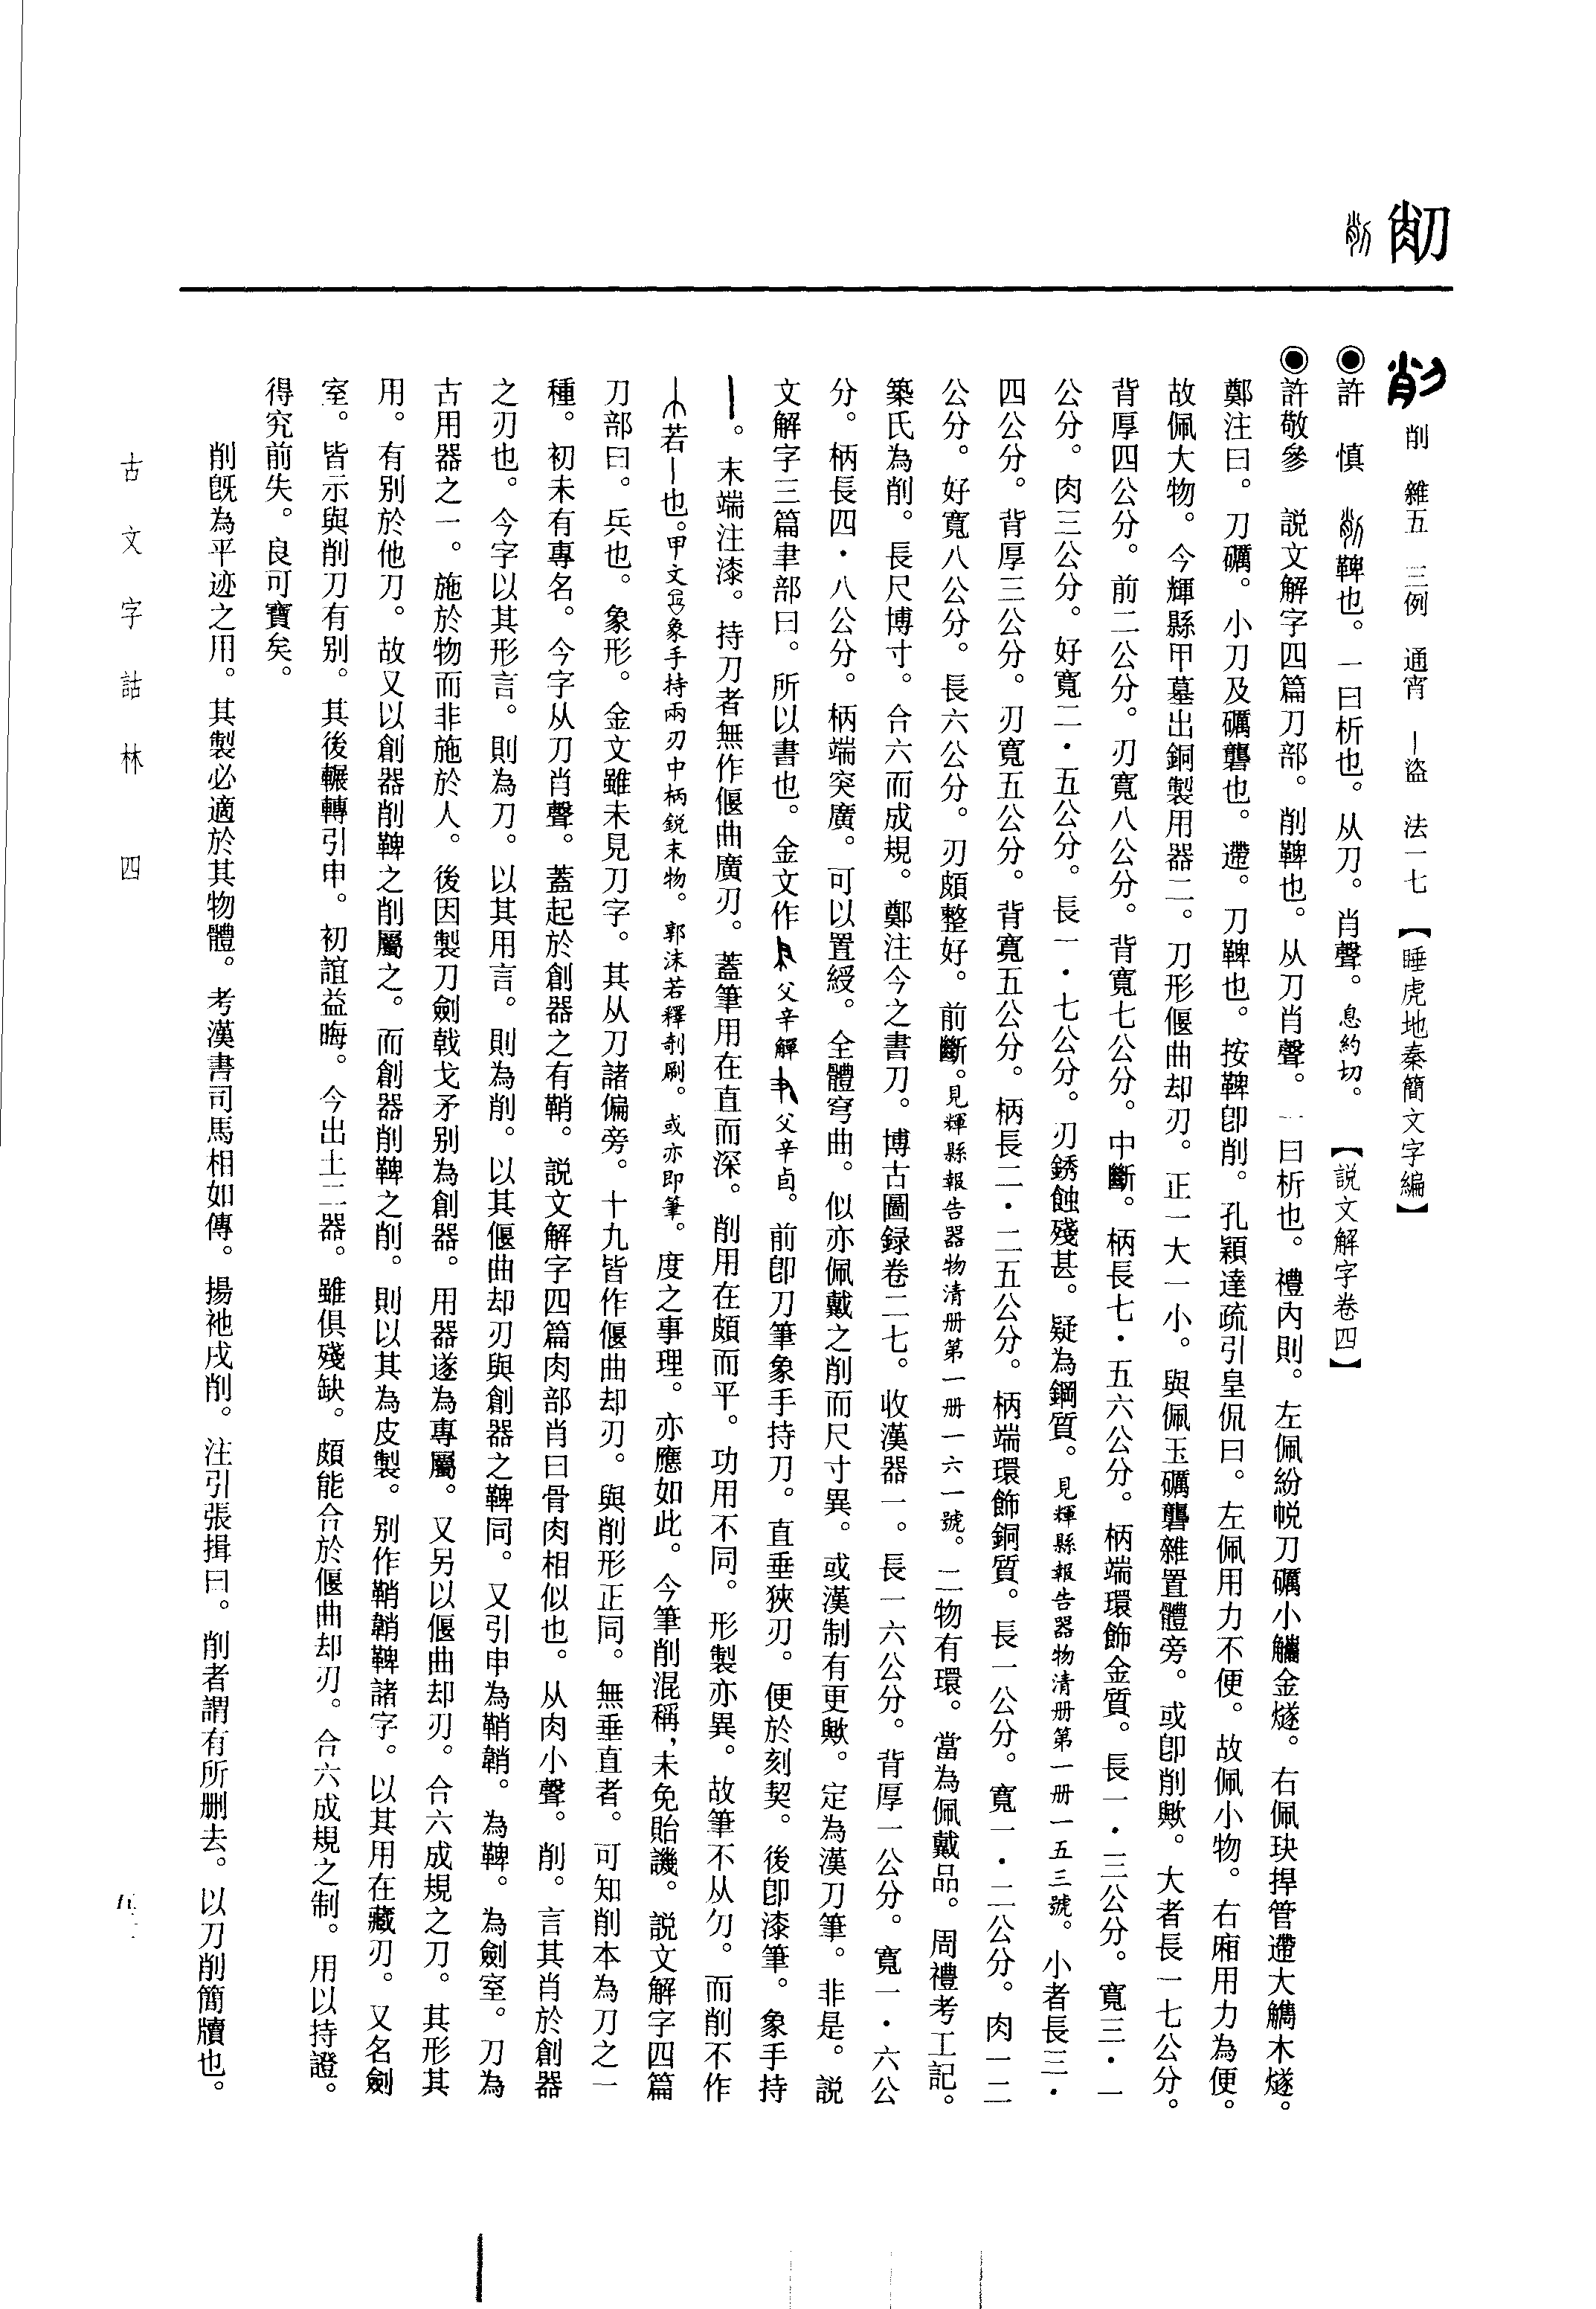 削
削　雜五　三例　通宵　—盜　法一七【睡虎地秦簡文字編】
◉許　慎　鞞也。一曰析也。从刀。肖聲。息約切。【説文解字卷四】
◉許敬參　説文解字四篇刀部。削鞞也。从刀肖聲。一曰析也。禮內則。左佩紛帨刀礪小觿金燧。右佩玦捍管遰大觿木燧。
鄭注曰。刀礪。小刀及礪礱也。遰。刀鞞也。按鞞卽削。孔穎達疏引皇侃曰。左佩用力不便。故佩小物。右廂用力為便。
故佩大物。今輝縣甲墓出銅製用器二。刀形偃曲却刃。正一大一小。與佩玉礪礱雜置體旁。或卽削歟。大者長一七公分。
背厚四公分。前二公分。刃寬八公分。背寬七公分。中斷。柄長七・五六公分。柄端環飾金質。長一・三公分。寬三・一
公分。肉三公分。好寬二・五公分。長一・七公分。刃銹蝕殘甚。疑為鋼質。見輝縣報告器物清册第一册一五三號。小者長三・
四公分。背厚三公分。刃寬五公分。背寬五公分。柄長二・二五公分。柄端環飾銅質。長一公分。寬一・二公分。肉一二
公分。好寬八公分。長六公分。刃頗整好。前斷。見輝縣報告器物清册第一册一六一號。二物有環。當為佩戴品。周禮考工記。
築氏為削。長尺博寸。合六而成規。鄭注今之書刀。博古圖録卷二七。收漢器一。長一六公分。背厚一公分。寬一・六公
分。柄長四・八公分。柄端突廣。可以置綬。全體穹曲。似亦佩戴之削而尺寸異。或漢制有更歟。定為漢刀筆。非是。説
文解字三篇聿部曰。所以書也。金文作父辛觶父辛卣。前卽刀筆象手持刀。直垂狹刃。便於刻契。後卽漆筆。象手持
丨。末端注漆。持刀者無作偃曲廣刃。蓋筆用在直而深。削用在頗而平。功用不同。形製亦異。故筆不从勹。而削不作
若丨也。甲文象手持兩刃中柄鋭末物。郭沫若釋刮刷。或亦即筆。度之事理。亦應如此。今筆削混稱，未免貽譏。説文解字四篇
刀部曰。兵也。象形。金文雖未見刀字。其从刀諸偏旁。十九皆作偃曲却刃。與削形正同。無垂直者。可知削本為刀之一
種。初未有專名。今字从刀肖聲。蓋起於創器之有鞘。説文解字四篇肉部肖曰骨肉相似也。从肉小聲。削。言其肖於創器
之刃也。今字以其形言。則為刀。以其用言。則為削。以其偃曲却刃與創器之鞞同。又引申為鞘䩖。為鞞。為劍室。刀為
古用器之一。施於物而非施於人。後因製刀劍戟戈矛别為創器。用器遂為專屬。又另以偃曲却刃。合六成規之刀。其形其
用。有别於他刀。故又以創器削鞞之削屬之。而創器削鞞之削。則以其為皮製。别作鞘䩖鞞諸字。以其用在藏刃。又名劍
室。皆示與削刀有别。其後輾轉引申。初誼益晦。今出土二器。雖俱殘缺。頗能合於偃曲却刃。合六成規之制。用以持證。
得究前失。良可寶矣。
削旣為平迹之用。其製必適於其物體。考漢書司馬相如傳。揚袘戌削。注引張揖曰。削者謂有所删去。以刀削簡牘也。
古文字詁林　四